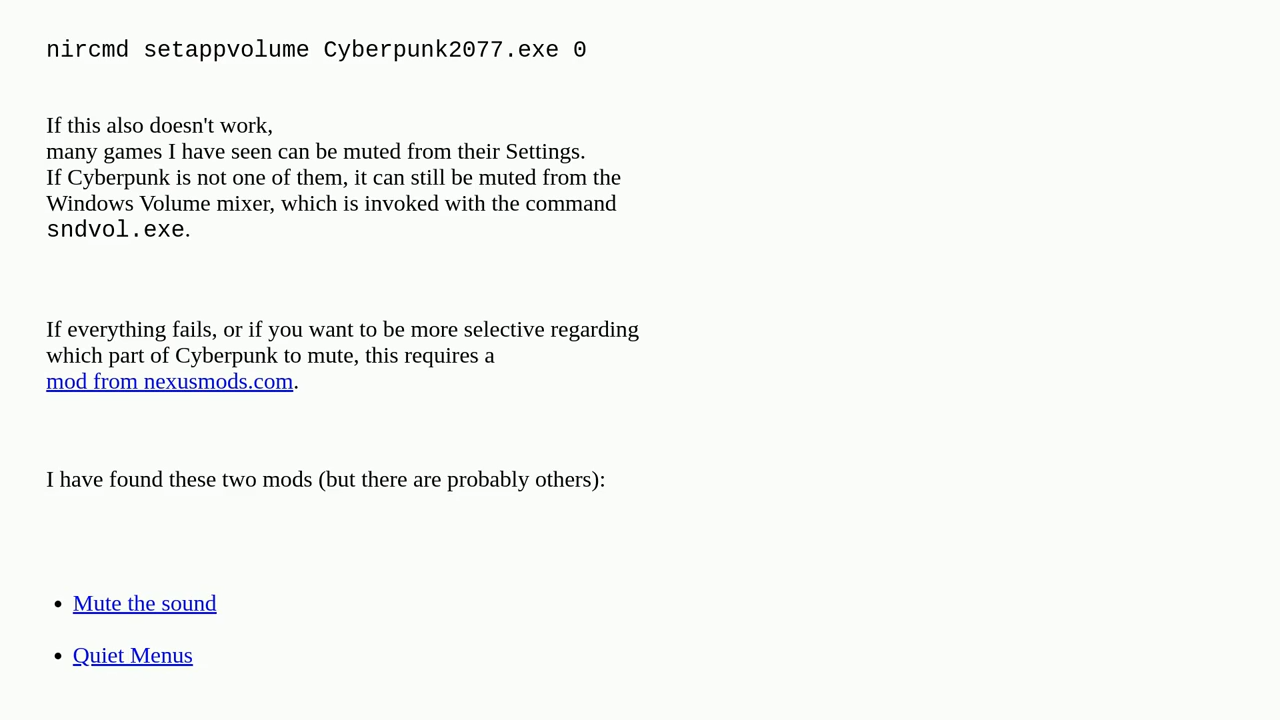 nircmd setappvolume Cyberpunk2077.exe 0
If this also doesn't work,
many games I have seen can be muted from their Settings.
If Cyberpunk is not one of them, it can still be muted from the
Windows Volume mixer, which is invoked with the command
sndvol.exe.
If everything fails, or if you want to be more selective regarding
which part of Cyberpunk to mute, this requires a
mod from nexusmods.com.
I have found these two mods (but there are probably others):
• Mute the sound
• Quiet Menus